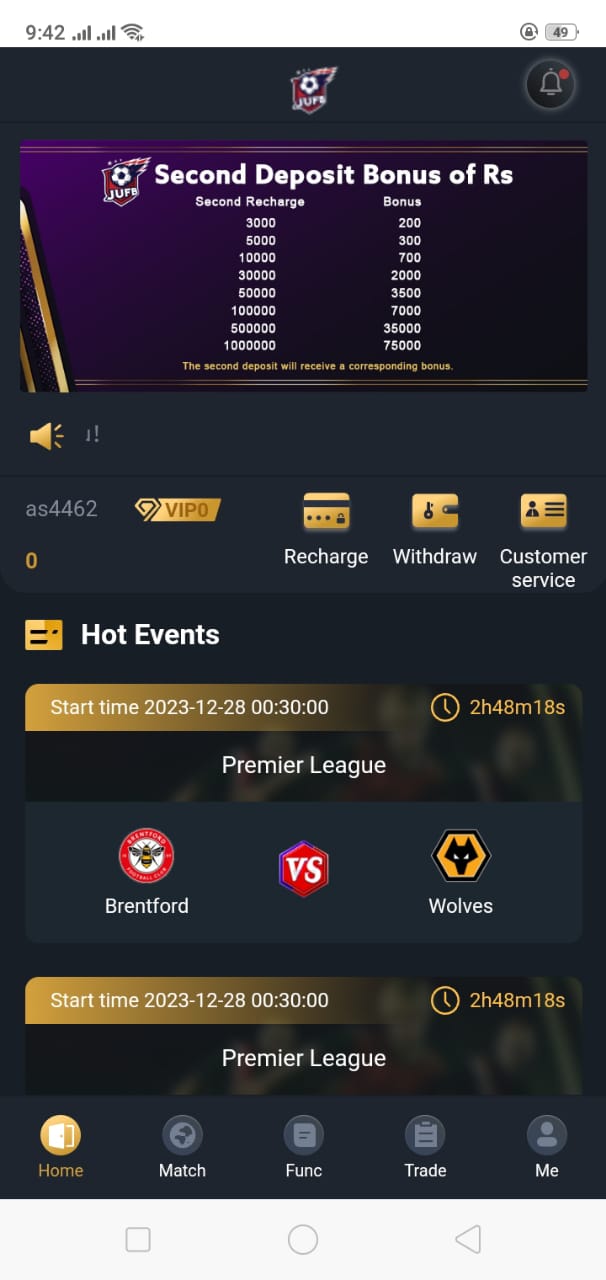 9:42
49
JUFB
JUFB
Second Deposit Bonus of Rs
Second Recharge Bonus
3000 200
5000 300
10000 700
30000 2000
50000 3500
100000 7000
500000 35000
1000000 75000
The second deposit will receive a corresponding bonus.
as4462 VIP0
0
Recharge Withdraw Customer
service
Hot Events
Start time 2023-12-28 00:30:00 2h48m18s
Premier League
BRENTFORD
FOOTBALL CLUB
VS
Brentford Wolves
Start time 2023-12-28 00:30:00 2h48m18s
Premier League
Home Match Func Trade Me